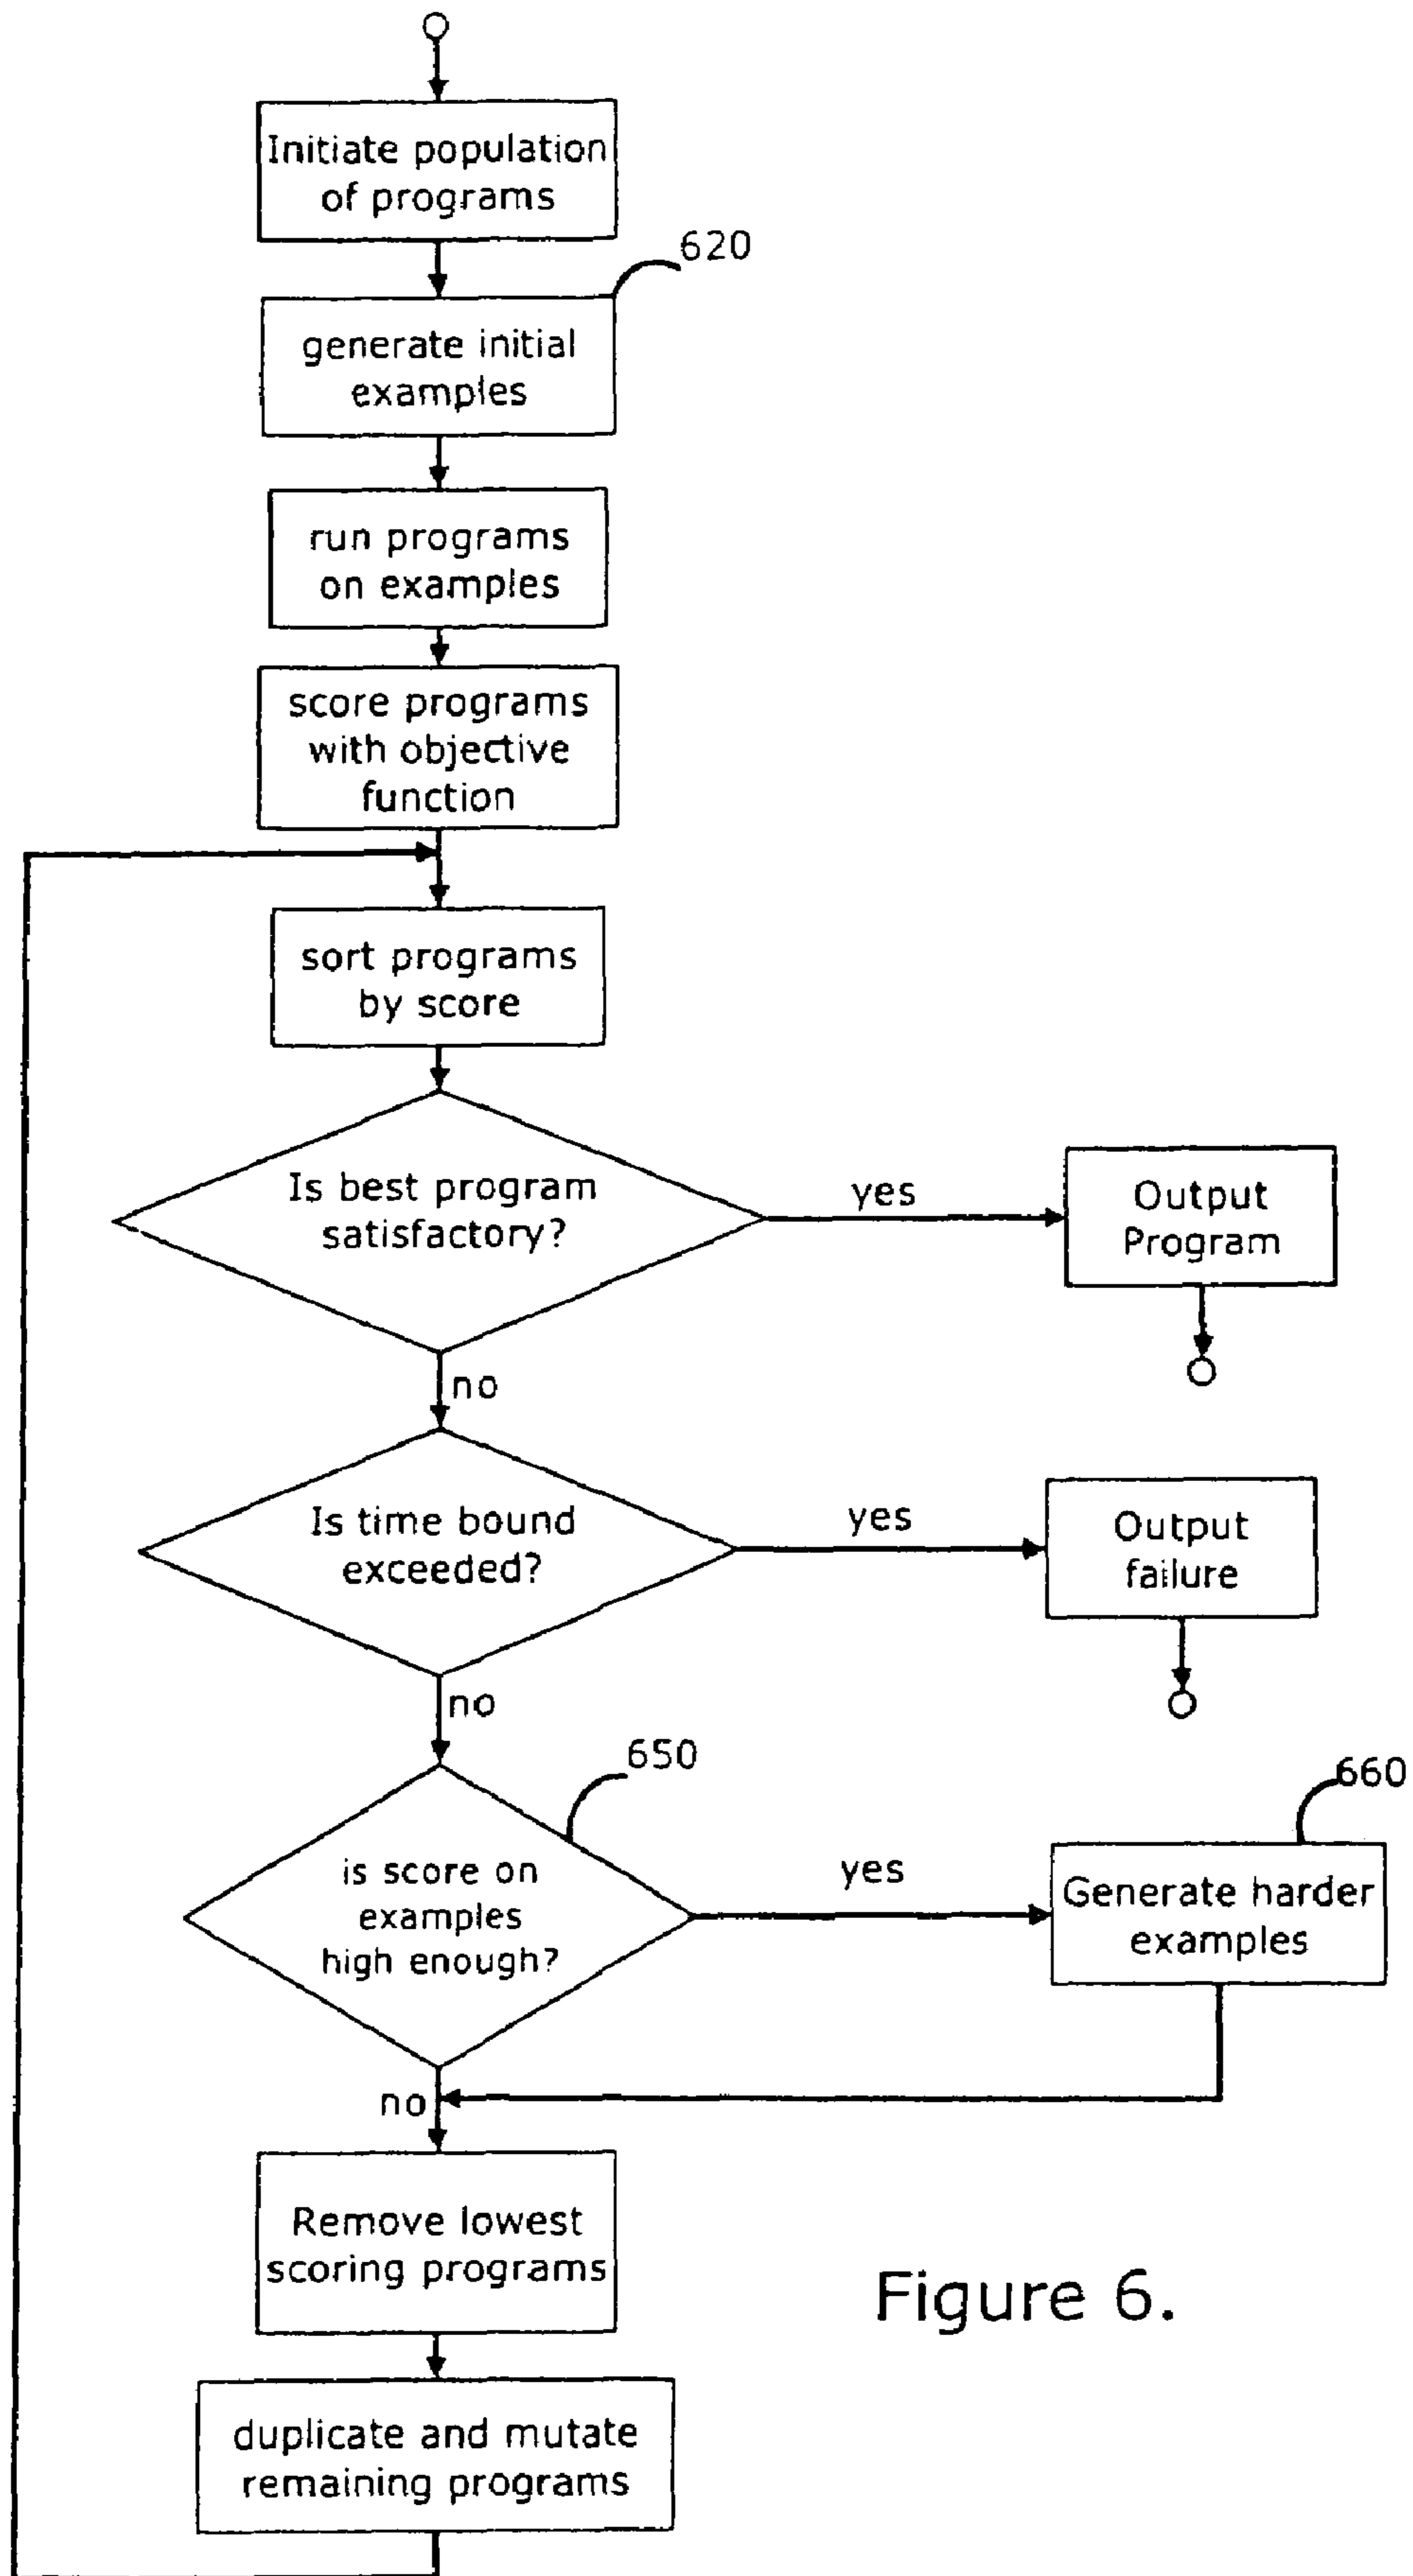 Initiate population
of programs
620
generate initial
examples
run programs
on examples
score programs
with objective
function
sort programs
by score
Is best program
satisfactory?
yes
Output
Program
no
Is time bound
exceeded?
yes
Output
failure
no
650
660
is score on
examples
high enough?
yes
Generate harder
examples
no
Remove lowest
scoring programs
Figure 6.
duplicate and mutate
remaining programs